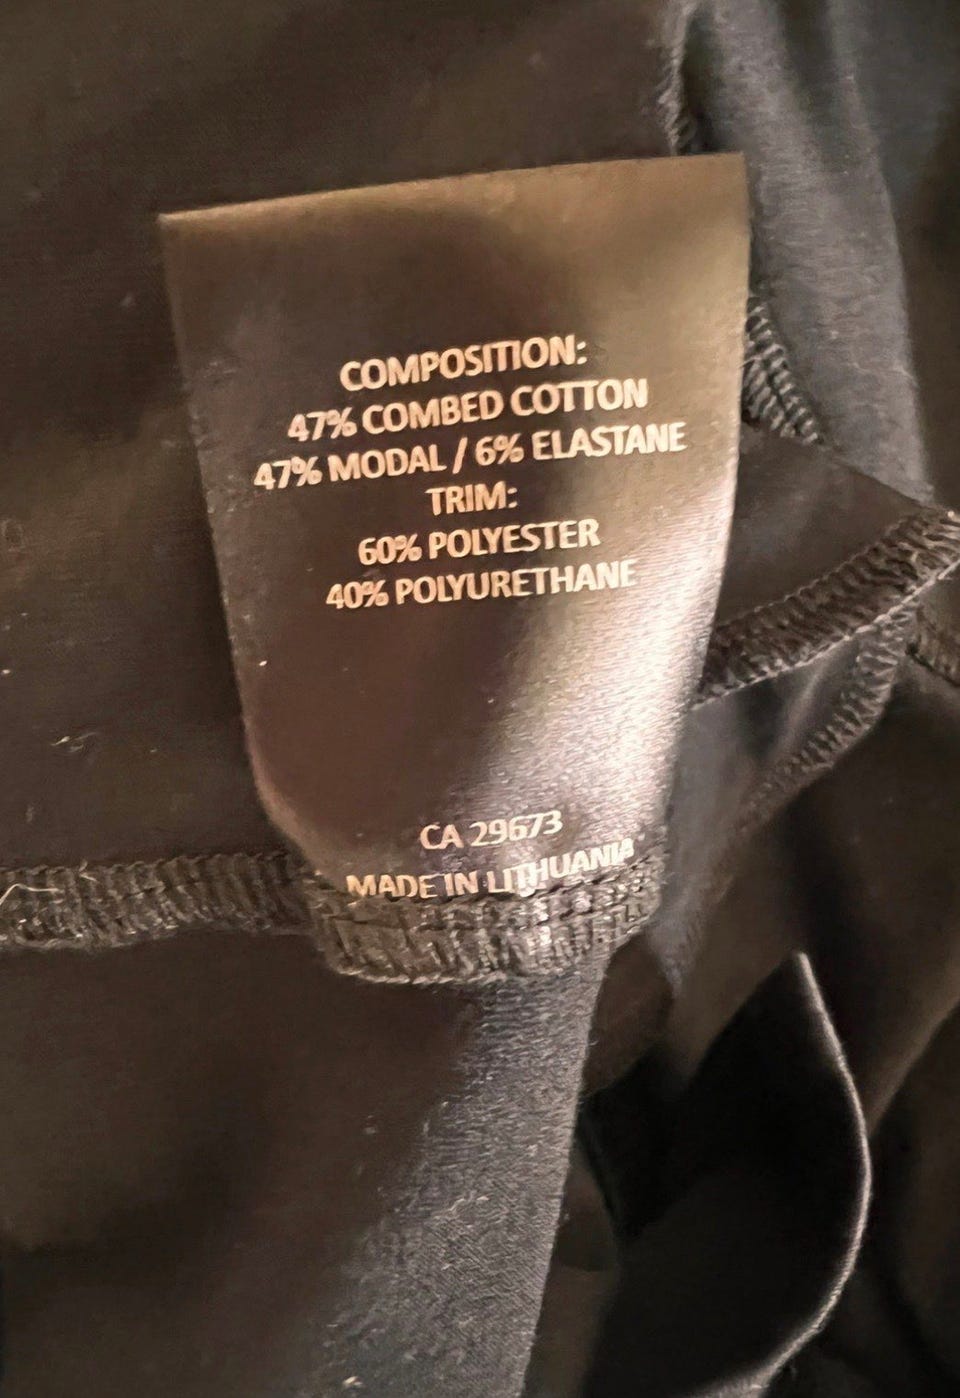 COMPOSITION:
47% COMBED COTTON
47% MODAL / 6% ELASTANE
TRIM:
60% POLYESTER
40% POLYURETHANE
CA 29673
MADE IN LITHUANIA